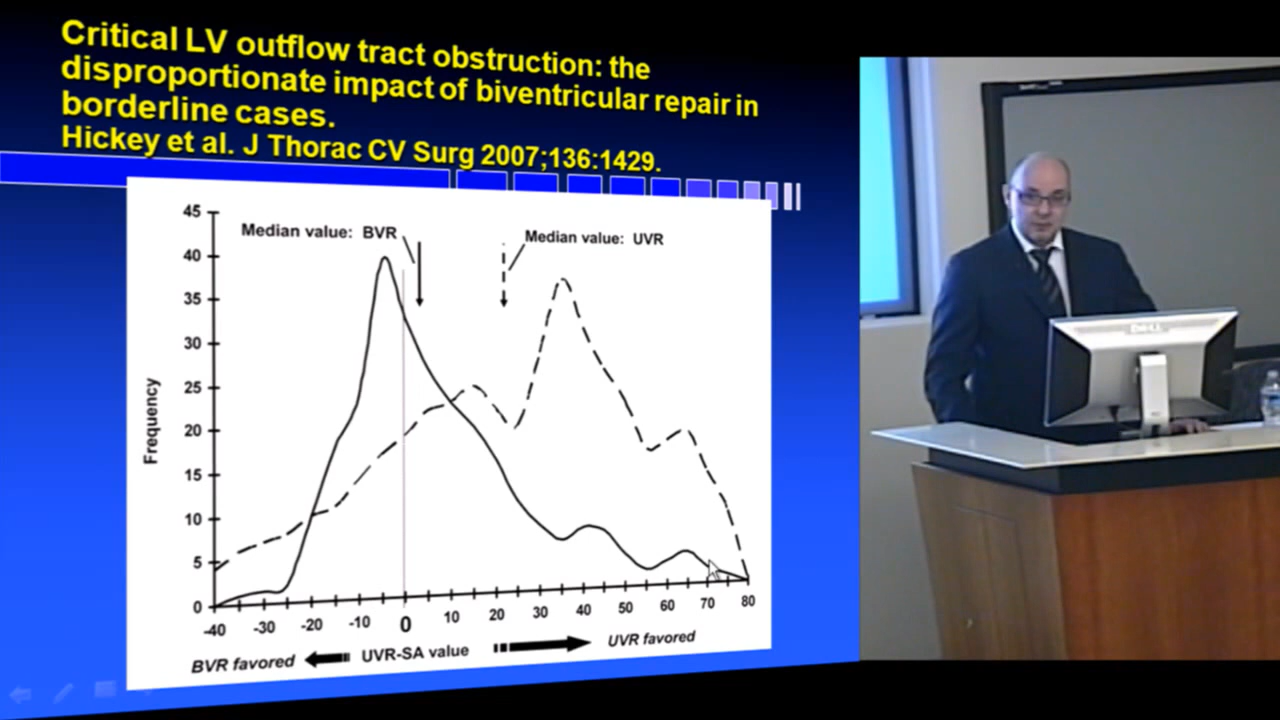 Critical LV outflow tract obstruction: the
disproportionate impact of biventricular repair in
borderline cases.
Hickey et al. J Thorac CV Surg 2007;136:1429.
45
40
35
30
25
20
15
10
5
0
Frequency
Median value: BVR
Median value: UVR
-40 -30 -20 -10 0 10 20 30 40 50 60 70 80
BVR favored UVR-SA value UVR favored
DELL